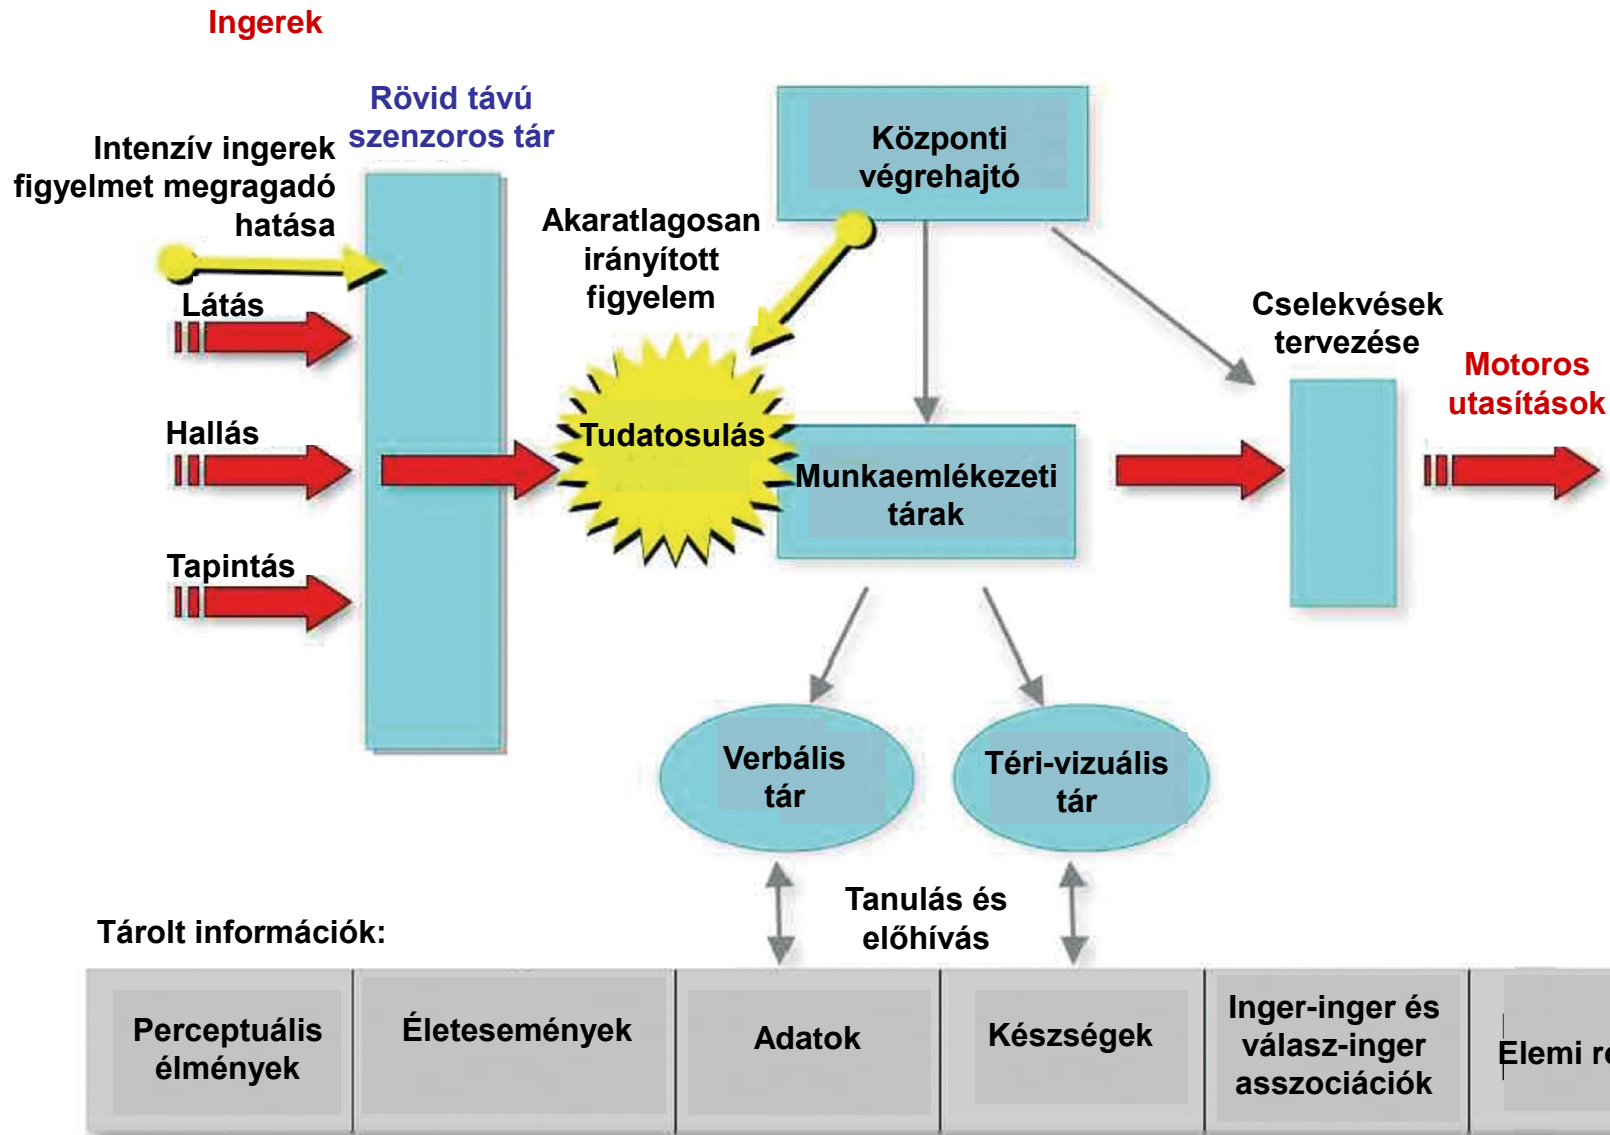 Ingerek
Rövid távú
szenzoros tár
Intenzív ingerek
figyelmet megragadó
hatása
Központi
végrehajtó
Akaratlagosan
irányított
figyelem
Látás
Cselekvések
tervezése
Motoros
utasítások
Hallás
Tudatosulás
Munkaemlékezeti
tárak
Tapintás
Verbális
tár
Téri-vizuális
tár
Tanulás és
előhívás
Tárolt információk:
Perceptuális
élmények
Életesemények
Adatok
Készségek
Inger-inger és
válasz-inger
asszociációk
Elemi